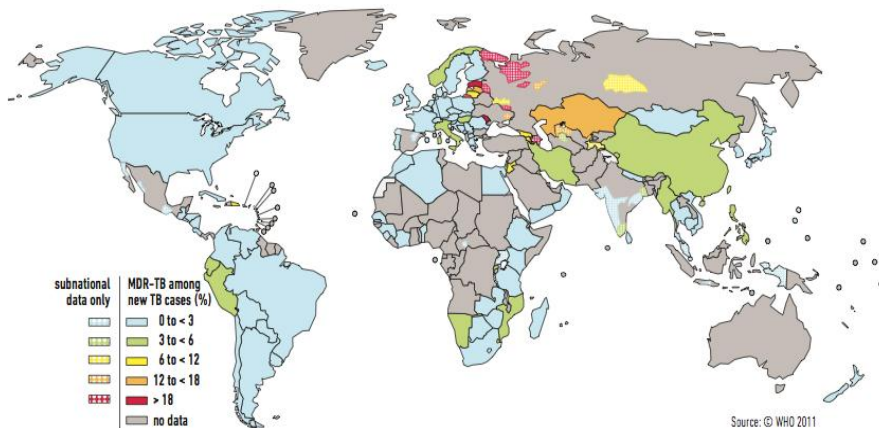 subnational
data only
MDR-TB among
new TB cases (%)
0 to < 3
3 to < 6
6 to < 12
12 to < 18
> 18
no data
Source: © WHO 2011